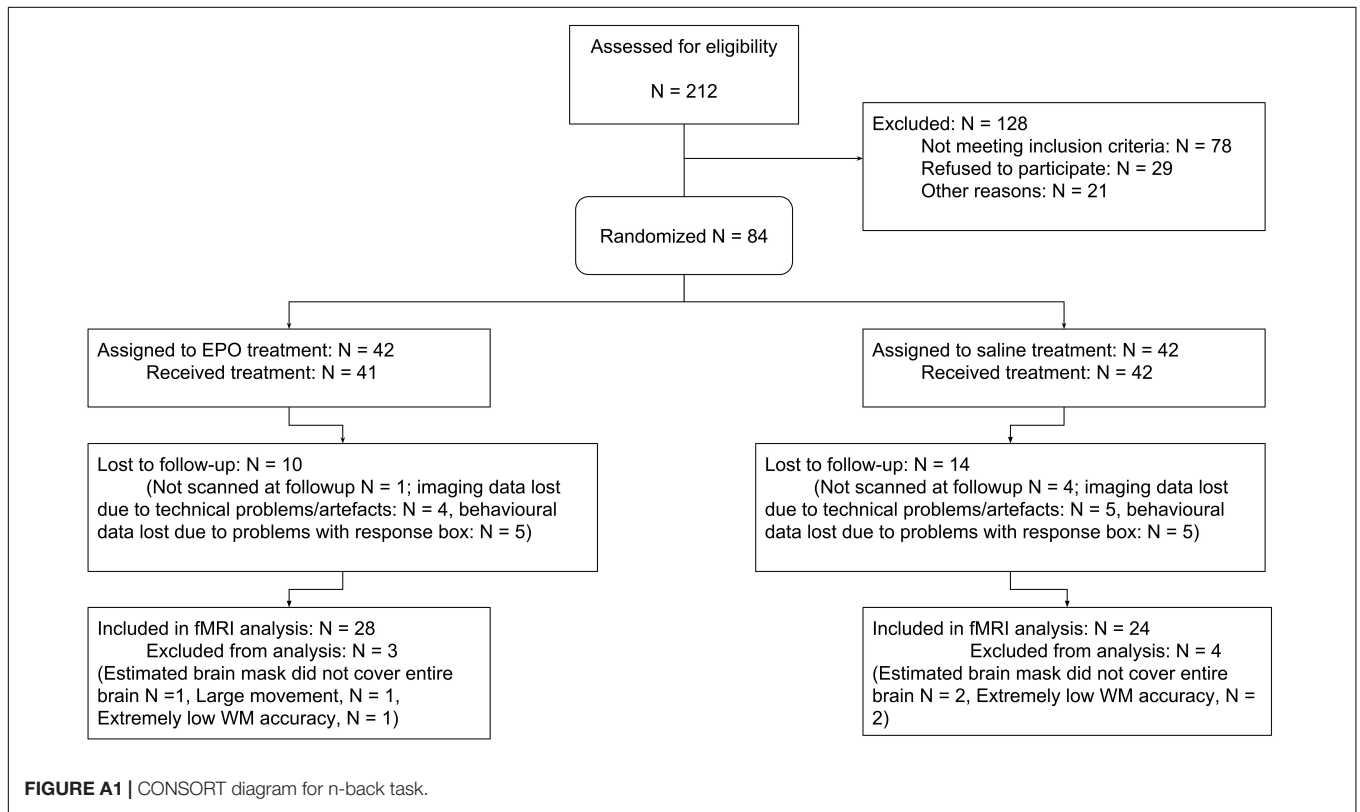 Assessed for eligibility
N = 212
Excluded: N = 128
Not meeting inclusion criteria: N = 78
Refused to participate: N = 29
Other reasons: N = 21
Randomized N = 84
Assigned to EPO treatment: N = 42
Received treatment: N = 41
Assigned to saline treatment: N = 42
Received treatment: N = 42
Lost to follow-up: N = 10
(Not scanned at followup N = 1; imaging data lost
due to technical problems/artefacts: N = 4, behavioural
data lost due to problems with response box: N = 5)
Lost to follow-up: N = 14
(Not scanned at followup N = 4; imaging data lost
due to technical problems/artefacts: N = 5, behavioural
data lost due to problems with response box: N = 5)
Included in fMRI analysis: N = 28
Excluded from analysis: N = 3
(Estimated brain mask did not cover entire
brain N =1, Large movement, N = 1,
Extremely low WM accuracy, N = 1)
Included in fMRI analysis: N = 24
Excluded from analysis: N = 4
(Estimated brain mask did not cover entire
brain N = 2, Extremely low WM accuracy, N =
2)
FIGURE A1 | CONSORT diagram for n-back task.